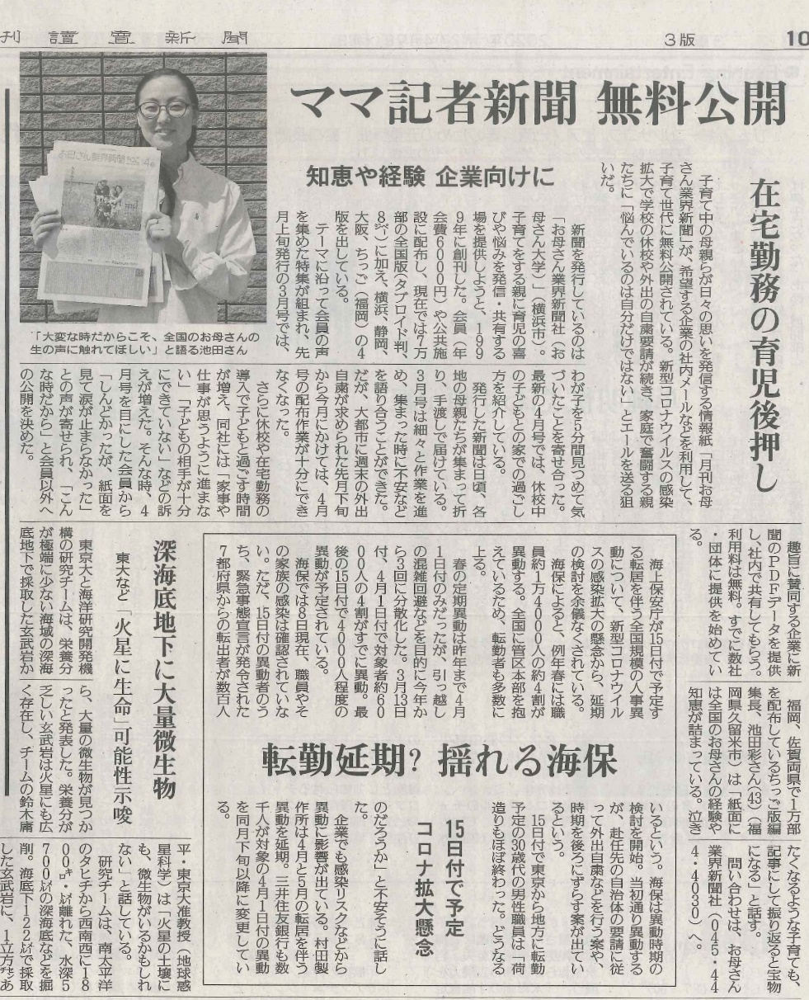 刊 讀賣新聞
3版
10
ママ記者新聞 無料公開
知恵や経験 企業向けに
在宅勤務の育児後押し
子育て中の母親らが日々の思いを発信する情報紙「月刊お母
さん業界新聞」が、希望する企業の社内メールなどを利用して、
子育て世代に無料公開されている。新型コロナウイルスの感染
拡大で学校の休校や外出の自粛要請が続き、家庭で奮闘する親
たちに「悩んでいるのは自分だけではない」とエールを送る狙
いだ。
新聞を発行しているのは
「お母さん業界新聞社（お
母さん大学）」（横浜市）。
子育てをする親に育児の喜
びや悩みを発信・共有する
場を提供しようと、199
9年に創刊した。会員（年
会費6000円）や公共施
設に配布し、現在では7万
部の全国版（タブロイド判、
8㌻）に加え、横浜、静岡、
大阪、ちっご（福岡）の4
版を出している。
テーマに沿って会員の声
を集めた特集が組まれ、先
月上旬発行の3月号では、
「大変な時だからこそ、全国のお母さんの
生の声に触れてほしい」と語る池田さん
わが子を5分間見つめて気
づいたことを寄せ合った。
最新の4月号では、休校中
の子どもとの家での過ごし
方を紹介している。
発行した新聞は日頃、各
地の母親たちが集まって折
り、手渡しで届けている。
3月号は細々と作業を進
め、集まった時に不安など
を語り合うことができた。
だが、大都市に週末の外出
自粛が求められた先月下旬
から今月にかけては、4月
号の配布作業が十分にでき
なくなった。
さらに休校や在宅勤務の
導入で子どもと過ごす時間
が増え、同社には「家事や
仕事が思うように進まな
い」「子どもの相手が十分
にできていない」などの訴
えが増えた。そんな時、4
月号を目にした会員から
「しんどかったが、紙面を
見て涙が止まらなかった」
との声が寄せられ、「こん
な時だから」と会員以外へ
の公開を決めた。
趣旨に賛同する企業に新
聞のPDFデータを提供
し、社内で共有してもらう。
利用料は無料。すでに数社
・団体に提供を始めてい
る。
福岡、佐賀両県で1万部
を配布しているちっご版編
集長、池田彩さん（43）（福
岡県久留米市）は「紙面に
は全国のお母さんの経験や
知恵が詰まっている。泣き
たくなるような子育ても、
記事にして振り返ると宝物
になる」と話す。
問い合わせは、お母さん
業界新聞社（045・44
4・4030）へ。
海上保安庁が15日付で予定す
る転居を伴う全国規模の人事異
動について、新型コロナウイル
スの感染拡大の懸念から、延期
の検討を余儀なくされている。
海保によると、例年春には職
員約1万4000人の約4割が
異動する。全国に管区本部を抱
えているため、転勤者も多数に
上る。
春の定期異動は昨年まで4月
1日付のみだったが、引っ越し
の混雑回避などを目的に今年か
ら3回に分散化した。3月13日
付、4月1日付で対象者約60
00人の4割がすでに異動。最
後の15日付で4000人程度の
異動が予定されている。
海保では8日現在、職員やそ
の家族の感染は確認されていな
い。ただ、15日付の異動者のう
ち、緊急事態宣言が発令された
7都府県からの転出者が数百人
転勤延期? 揺れる海保
15日付で予定
コロナ拡大懸念
いるという。海保は異動時期の
検討を開始。当初通り異動する
が、赴任先の自治体の要請に従
って外出自粛などを行う案や、
時期を後ろにずらす案が出てい
るという。
15日付で東京から地方に転勤
予定の30歳代の男性職員は「荷
造りもほぼ終わった。どうなる
のだろうか」と不安そうに話し
た。
企業でも感染リスクなどから
異動に影響が出ている。村田製
作所は4月と5月の転居を伴う
異動を延期。三井住友銀行も数
千人が対象の4月1日付の異動
を同月下旬以降に変更してい
る。
深海底地下に大量微生物
東大など「火星に生命」可能性示唆
東京大と海洋研究開発機
構の研究チームは、栄養分
が極端に少ない海域の深海
底地下で採取した玄武岩か
ら、大量の微生物が見つか
ったと発表した。栄養分が
乏しい玄武岩は火星にも広
く存在し、チームの鈴木庸
平・東京大准教授（地球惑
星科学）は「火星の土壌に
も、微生物がいるかもしれ
ない」と話している。
研究チームは、南太平洋
のタヒチから西南西に18
00㌔・㍍離れた、水深5
700㍍の深海底などを掘
削。海底下122㍍で採取
した玄武岩に、1立方㌢あ